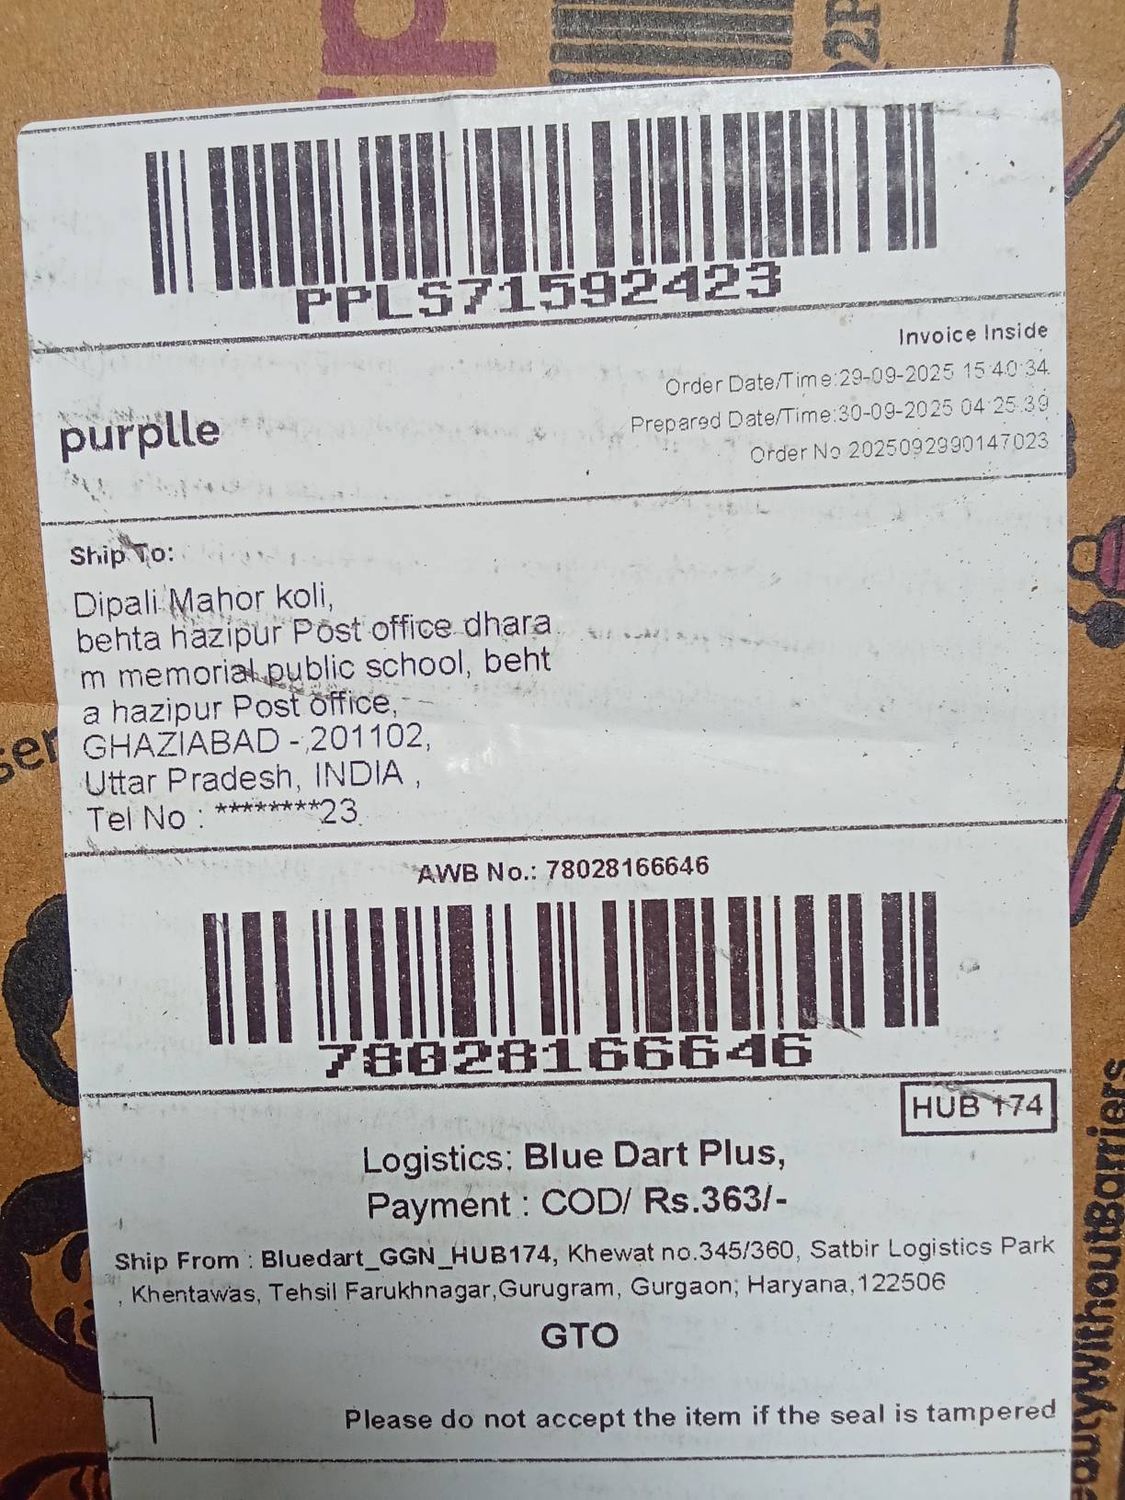 p
2P
PPLS71592423
Invoice Inside
Order Date/Time:29-09-2025 15:40:34
Prepared Date/Time:30-09-2025 04:25:39
Order No 2025092990147023
purplle
Ship To:
Dipali Mahor koli,
behta hazipur Post office dhara
m memorial public school, beht
a hazipur Post office,
GHAZIABAD - 201102,
Uttar Pradesh, INDIA ,
Tel No : ********23
AWB No.: 78028166646
78028166646
HUB 174
Logistics: Blue Dart Plus,
Payment : COD/ Rs.363/-
Ship From : Bluedart_GGN_HUB174, Khewat no.345/360, Satbir Logistics Park
, Khentawas, Tehsil Farukhnagar,Gurugram, Gurgaon, Haryana,122506
GTO
Please do not accept the item if the seal is tampered
eautyWithoutBarriers